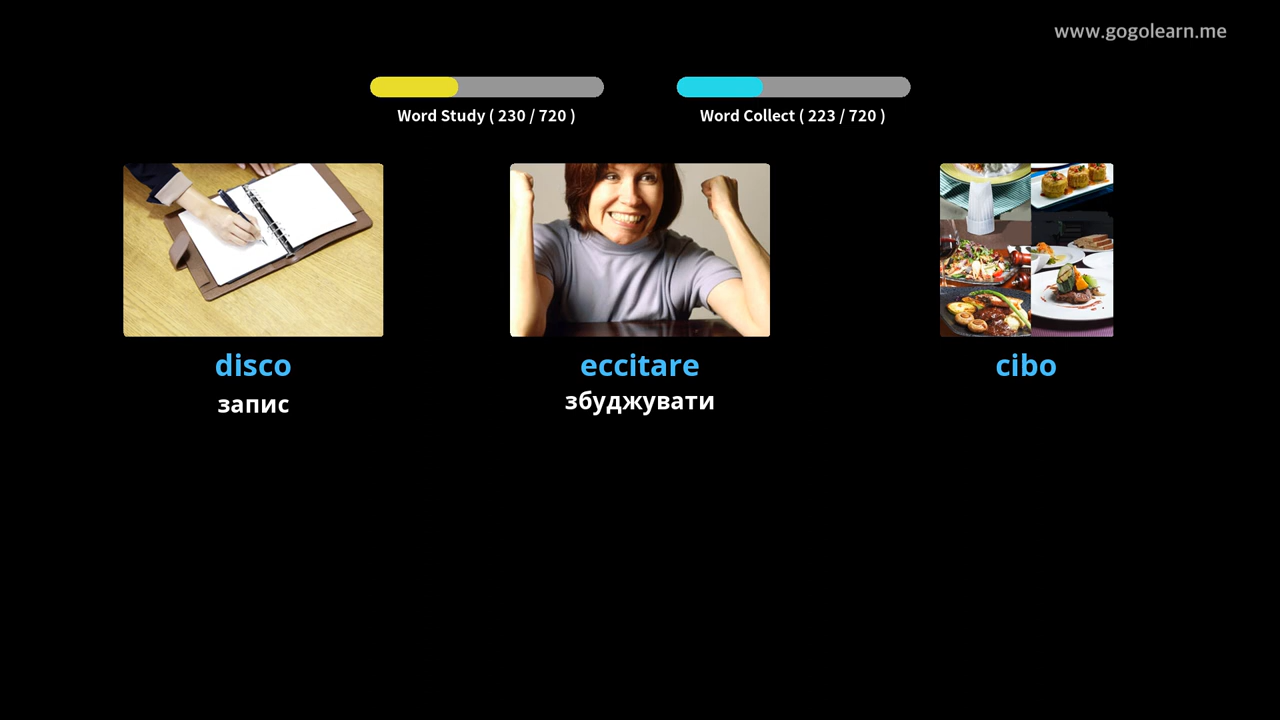 www.gogolearn.me
Word Study ( 230 / 720 )
Word Collect ( 223 / 720 )
disco
запис
eccitare
збуджувати
cibo